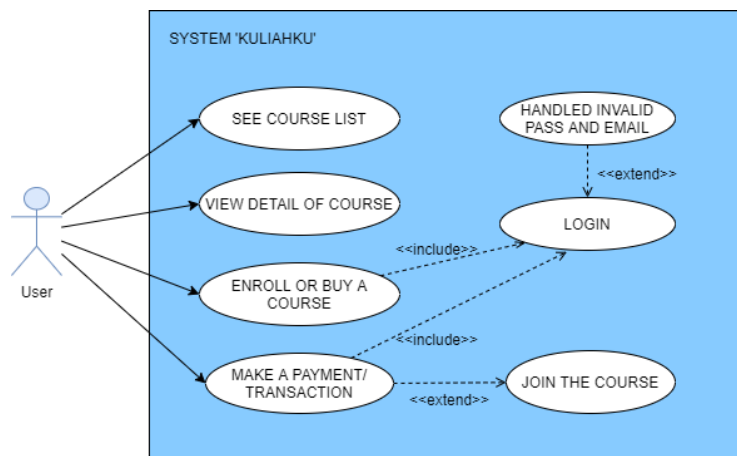 SYSTEM 'KULIAHKU'
SEE COURSE LIST
HANDLED INVALID
PASS AND EMAIL
<<extend>>
VIEW DETAIL OF COURSE
LOGIN
<<include>>
ENROLL OR BUY A
COURSE
User
<<include>>
MAKE A PAYMENT/
TRANSACTION
JOIN THE COURSE
<<extend>>